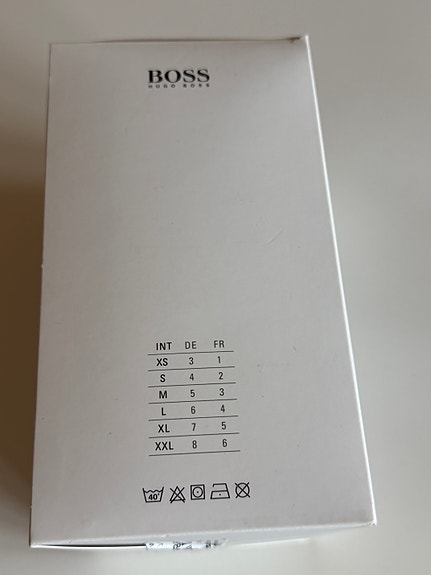 BOSS
HUGO BOSS
INT DE FR
XS 3 1
S 4 2
M 5 3
L 6 4
XL 7 5
XXL 8 6
40°